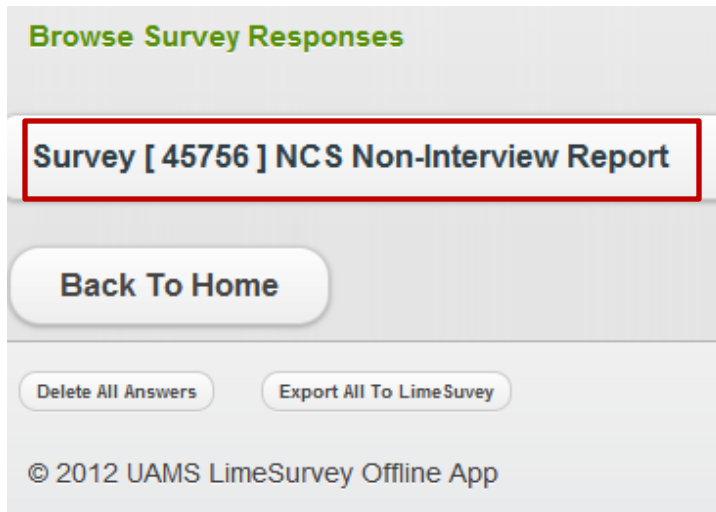 Browse Survey Responses
Survey [ 45756 ] NCS Non-Interview Report
Back To Home
Delete All Answers Export All To LimeSuvey
© 2012 UAMS LimeSurvey Offline App